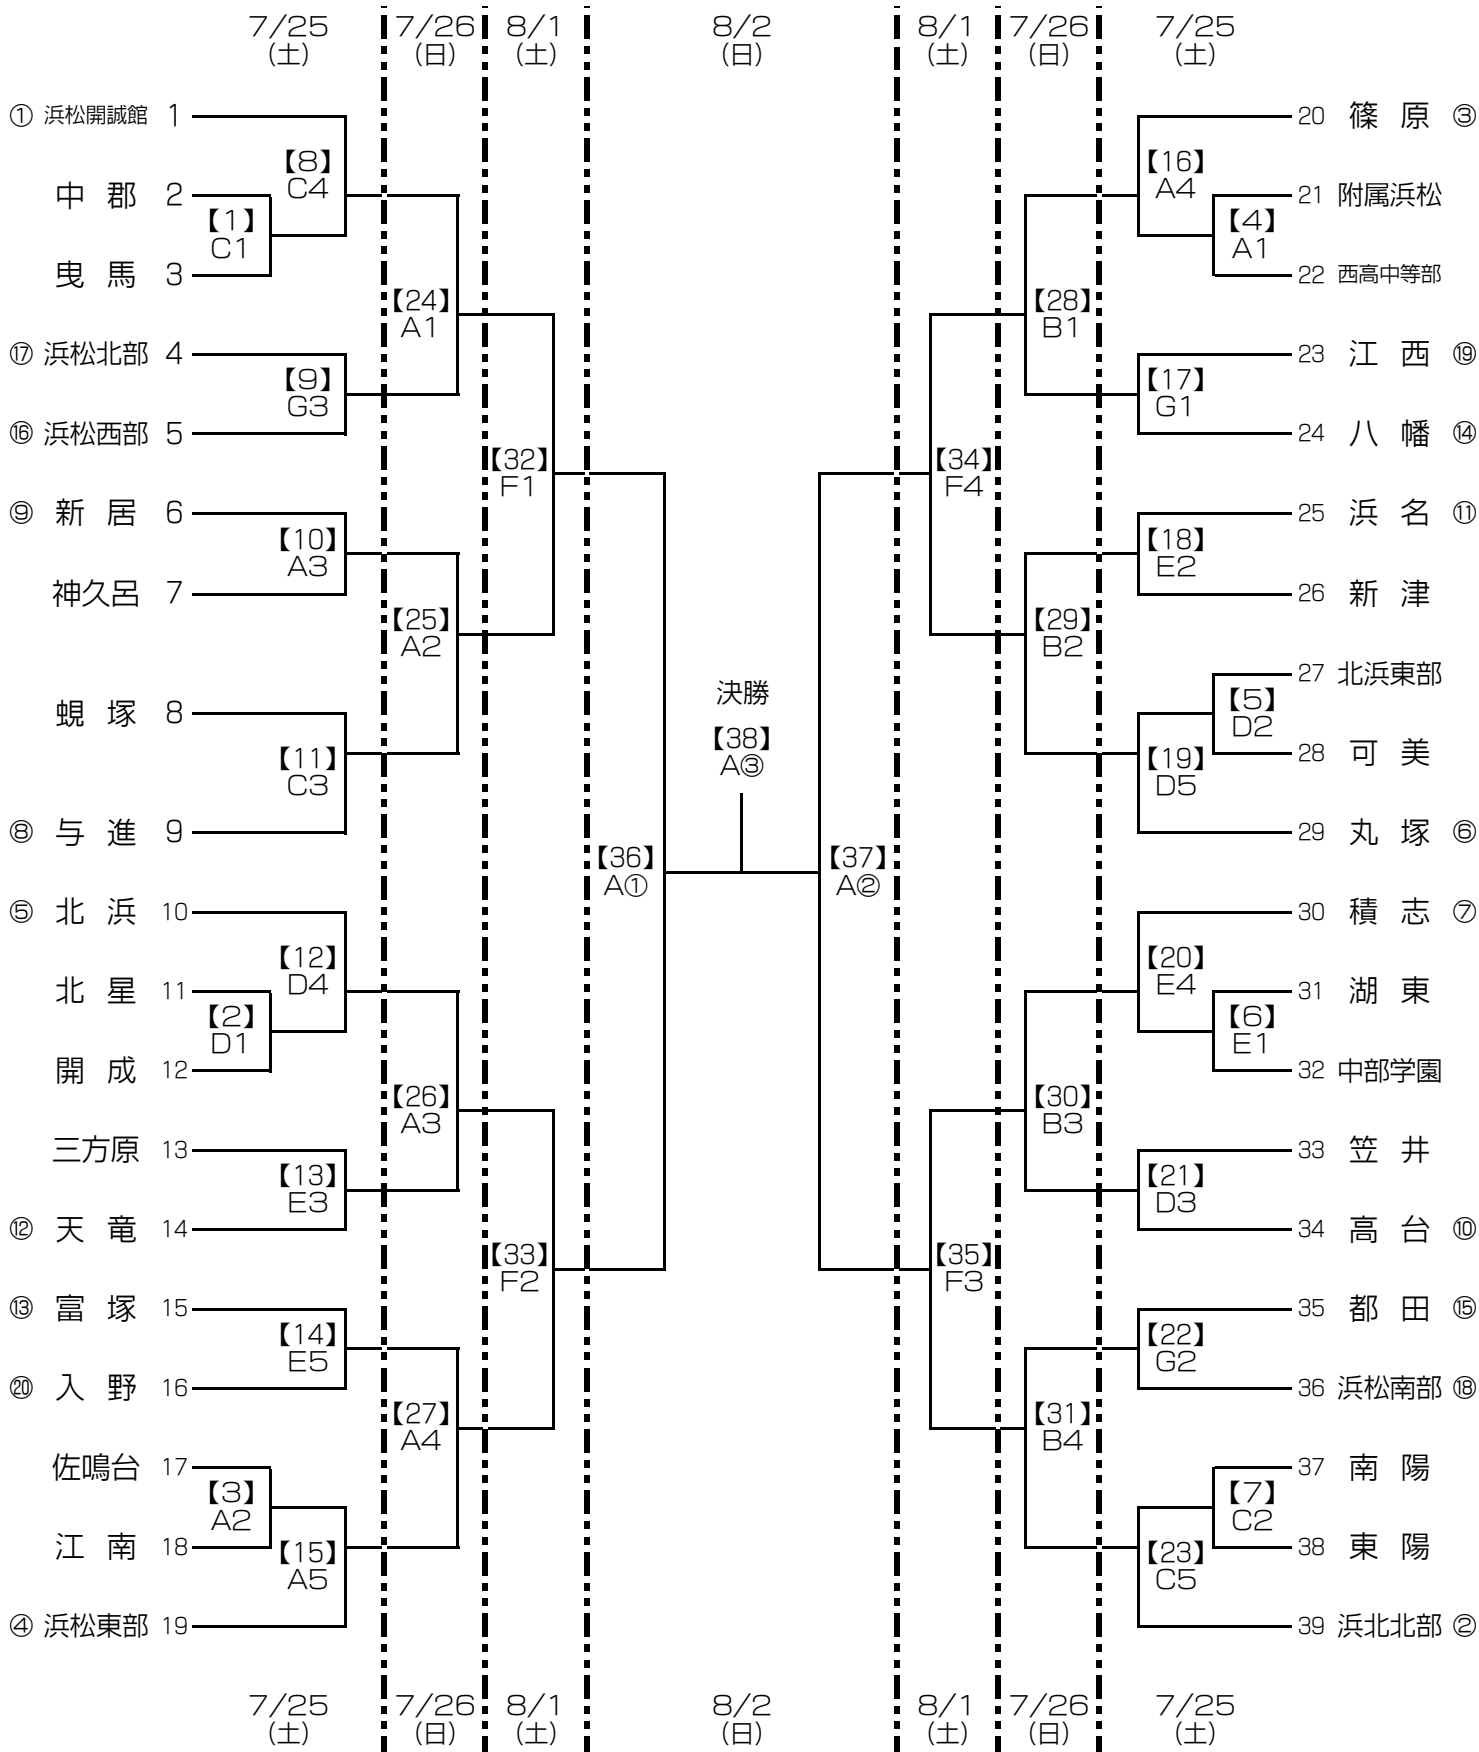 7/25 7/26 8/1 8/2 8/1 7/26 7/25
(土) (日) (土) (日) (土) (日) (土)
① 浜松開誠館 1
【8】
C4
中 郡 2
【1】
C1
曳 馬 3
【24】
A1
⑰ 浜松北部 4
【9】
G3
⑯ 浜松西部 5
【32】
F1
⑨ 新 居 6
【10】
A3
神久呂 7
【25】
A2
蜆 塚 8
【11】
C3
⑧ 与 進 9
⑤ 北 浜 10
【12】
D4
北 星 11
【2】
D1
開 成 12
【26】
A3
三方原 13
【13】
E3
⑫ 天 竜 14
【33】
F2
⑬ 富 塚 15
【14】
E5
⑳ 入 野 16
【27】
A4
佐鳴台 17
【3】
A2
江 南 18
【15】
A5
④ 浜松東部 19
決勝
【38】
A③
【36】
A①
【37】
A②
20 篠 原 ③
【16】
A4
21 附属浜松
【4】
A1
22 西高中等部
【28】
B1
23 江 西 ⑲
【17】
G1
24 八 幡 ⑭
【34】
F4
25 浜 名 ⑪
【18】
E2
26 新 津
【29】
B2
27 北浜東部
【5】
D2
28 可 美
【19】
D5
29 丸 塚 ⑥
30 積 志 ⑦
【20】
E4
31 湖 東
【6】
E1
32 中部学園
【30】
B3
33 笠 井
【21】
D3
34 高 台 ⑩
【35】
F3
35 都 田 ⑮
【22】
G2
36 浜松南部 ⑱
【31】
B4
37 南 陽
【7】
C2
38 東 陽
【23】
C5
39 浜北北部 ②
7/25 7/26 8/1 8/2 8/1 7/26 7/25
(土) (日) (土) (日) (土) (日) (土)